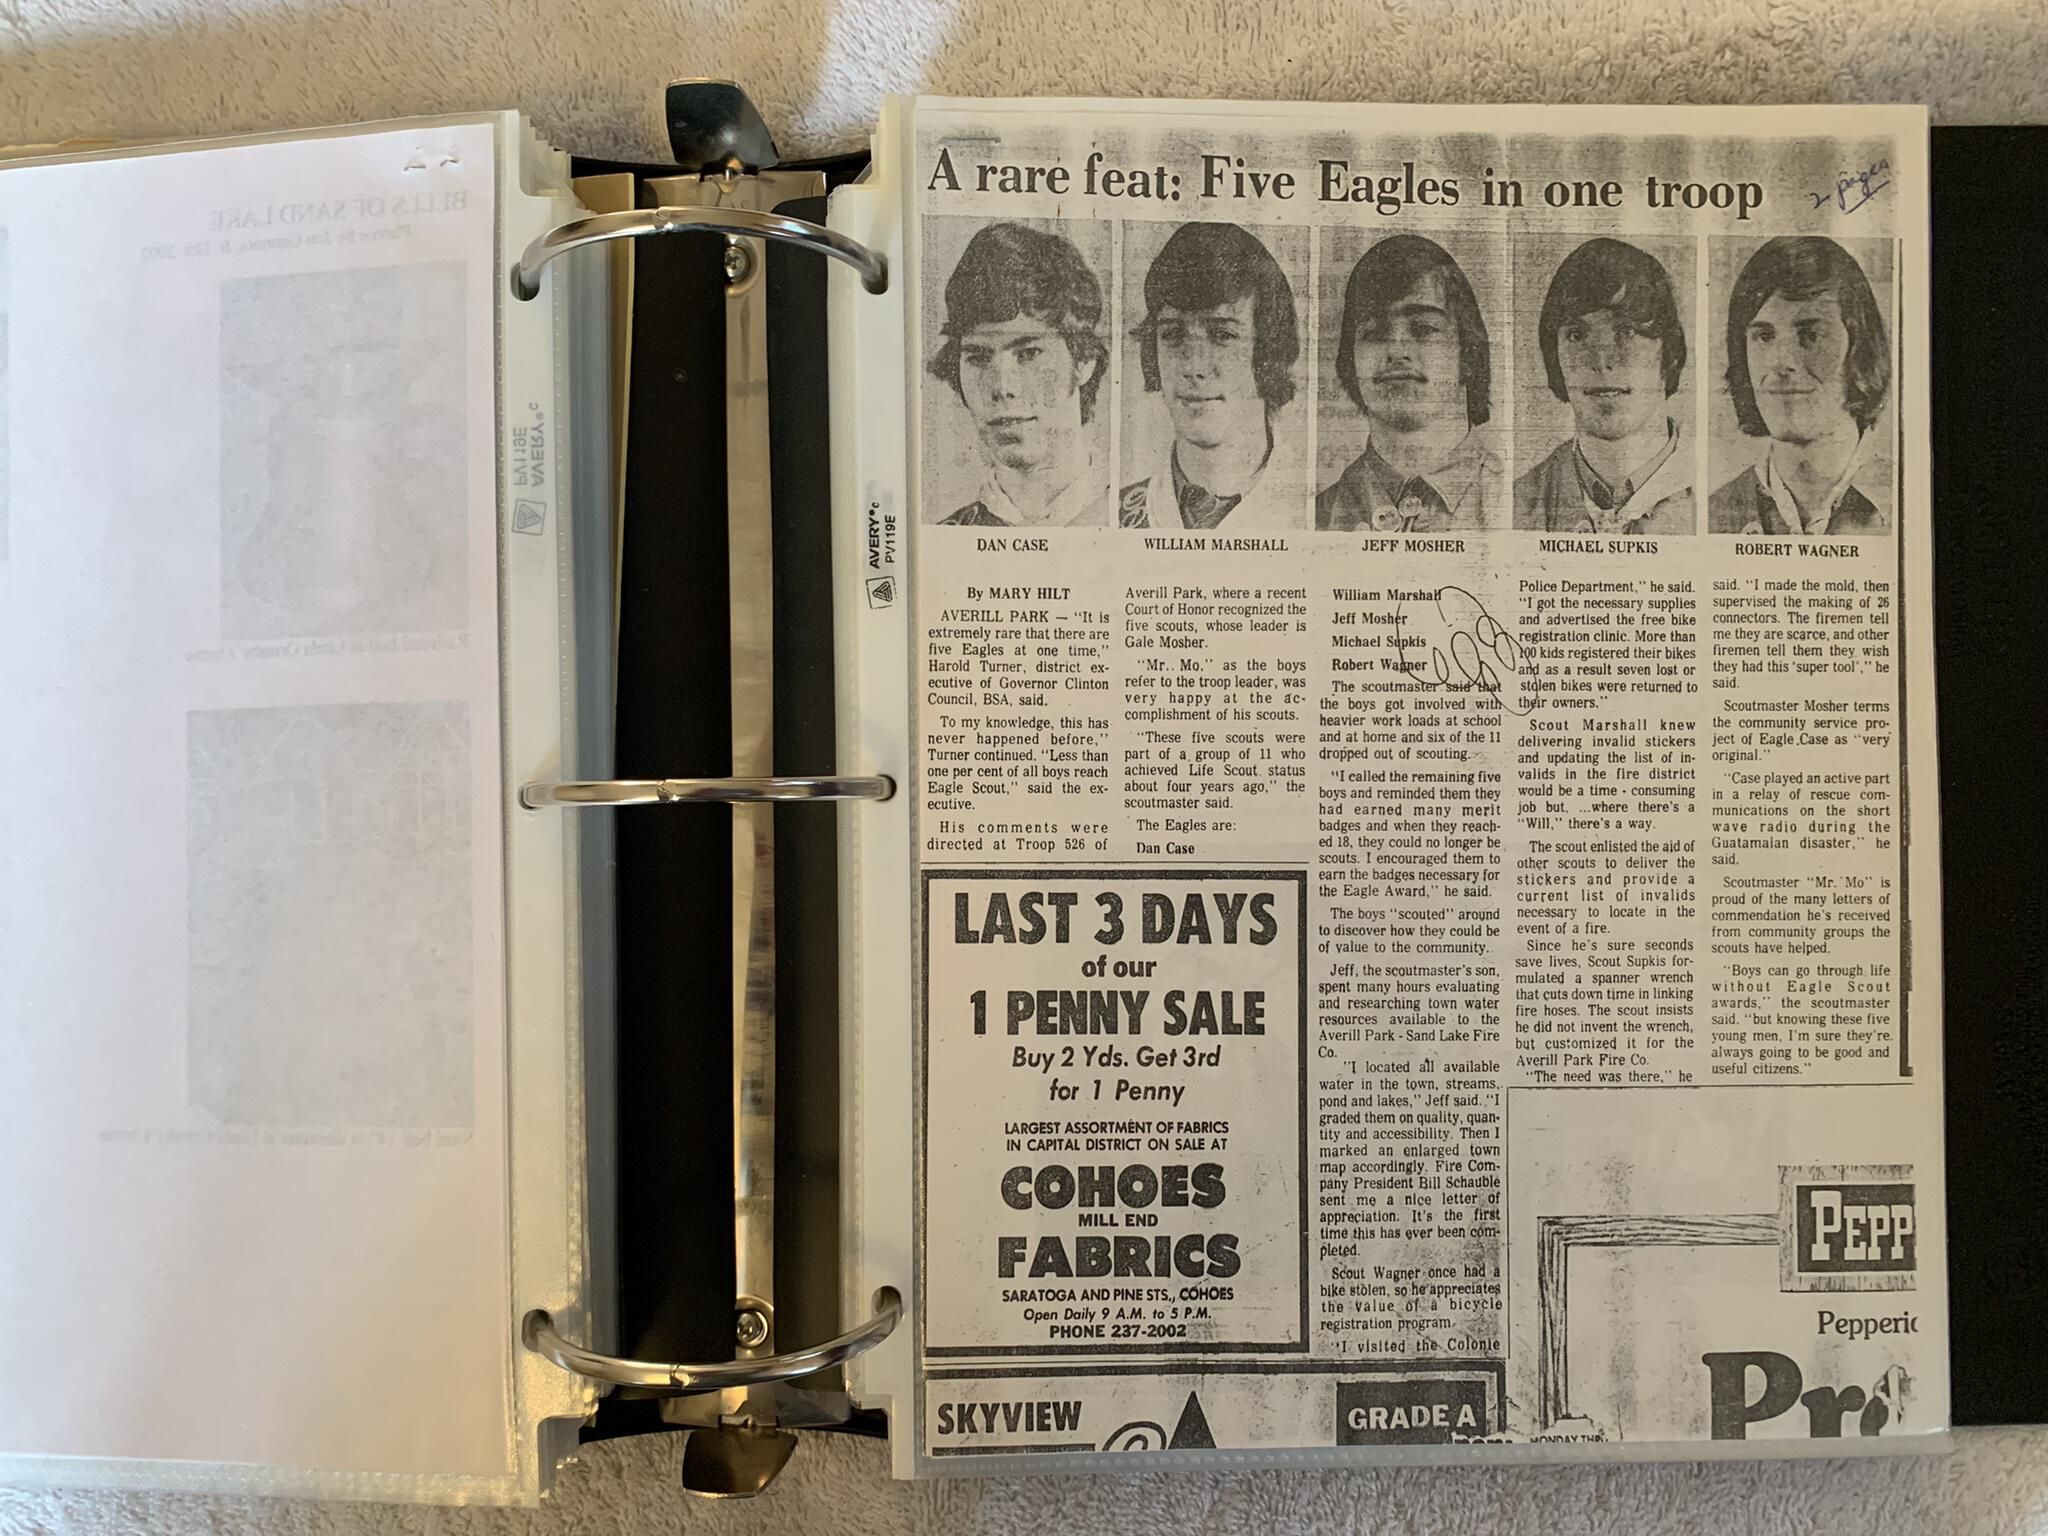 BELLS OF SAND LAKE
AVERY®c
PV119E
AVERY®c
PV119E
A rare feat: Five Eagles in one troop
2 pages
DAN CASE
WILLIAM MARSHALL
JEFF MOSHER
MICHAEL SUPKIS
ROBERT WAGNER
By MARY HILT
AVERILL PARK — "It is
extremely rare that there are
five Eagles at one time,"
Harold Turner, district ex-
ecutive of Governor Clinton
Council, BSA, said.
To my knowledge, this has
never happened before,"
Turner continued. "Less than
one per cent of all boys reach
Eagle Scout," said the ex-
ecutive.
His comments were
directed at Troop 526 of
Averill Park, where a recent
Court of Honor recognized the
five scouts, whose leader is
Gale Mosher.
"Mr.. Mo," as the boys
refer to the troop leader, was
very happy at the ac-
complishment of his scouts.
"These five scouts were
part of a group of 11 who
achieved Life Scout status
about four years ago," the
scoutmaster said.
The Eagles are:
Dan Case
William Marshall
Jeff Mosher
Michael Supkis
Robert Wagner
The scoutmaster said that
the boys got involved with
heavier work loads at school
and at home and six of the 11
dropped out of scouting.
"I called the remaining five
boys and reminded them they
had earned many merit
badges and when they reach-
ed 18, they could no longer be
scouts. I encouraged them to
earn the badges necessary for
the Eagle Award," he said.
The boys "scouted" around
to discover how they could be
of value to the community.
Jeff, the scoutmaster's son,
spent many hours evaluating
and researching town water
resources available to the
Averill Park - Sand Lake Fire
Co.
"I located all available
water in the town, streams,
pond and lakes," Jeff said. "I
graded them on quality, quan-
tity and accessibility. Then I
marked an enlarged town
map accordingly. Fire Com-
pany President Bill Schauble
sent me a nice letter of
appreciation. It's the first
time this has ever been com-
pleted.
Scout Wagner once had a
bike stolen, so he appreciates
the value of a bicycle
registration program.
"I visited the Colonie
Police Department," he said.
"I got the necessary supplies
and advertised the free bike
registration clinic. More than
100 kids registered their bikes
and as a result seven lost or
stolen bikes were returned to
their owners."
Scout Marshall knew
delivering invalid stickers
and updating the list of in-
valids in the fire district
would be a time - consuming
job but. ...where there's a
"Will," there's a way.
The scout enlisted the aid of
other scouts to deliver the
stickers and provide a
current list of invalids
necessary to locate in the
event of a fire.
Since he's sure seconds
save lives, Scout Supkis for-
mulated a spanner wrench
that cuts down time in linking
fire hoses. The scout insists
he did not invent the wrench,
but customized it for the
Averill Park Fire Co.
"The need was there," he
said. "I made the mold, then
supervised the making of 26
connectors. The firemen tell
me they are scarce, and other
firemen tell them they wish
they had this 'super tool'," he
said.
Scoutmaster Mosher terms
the community service pro-
ject of Eagle Case as "very
original."
"Case played an active part
in a relay of rescue com-
munications on the short
wave radio during the
Guatamalan disaster," he
said.
Scoutmaster "Mr. Mo" is
proud of the many letters of
commendation he's received
from community groups the
scouts have helped.
"Boys can go through life
without Eagle Scout
awards," the scoutmaster
said, "but knowing these five
young men, I'm sure they're
always going to be good and
useful citizens."
LAST 3 DAYS
of our
1 PENNY SALE
Buy 2 Yds. Get 3rd
for 1 Penny
LARGEST ASSORTMENT OF FABRICS
IN CAPITAL DISTRICT ON SALE AT
COHOES
MILL END
FABRICS
SARATOGA AND PINE STS., COHOES
Open Daily 9 A.M. to 5 P.M.
PHONE 237-2002
SKYVIEW
GRADE A
MONDAY THRU
PEPP
Pepperic
Pri